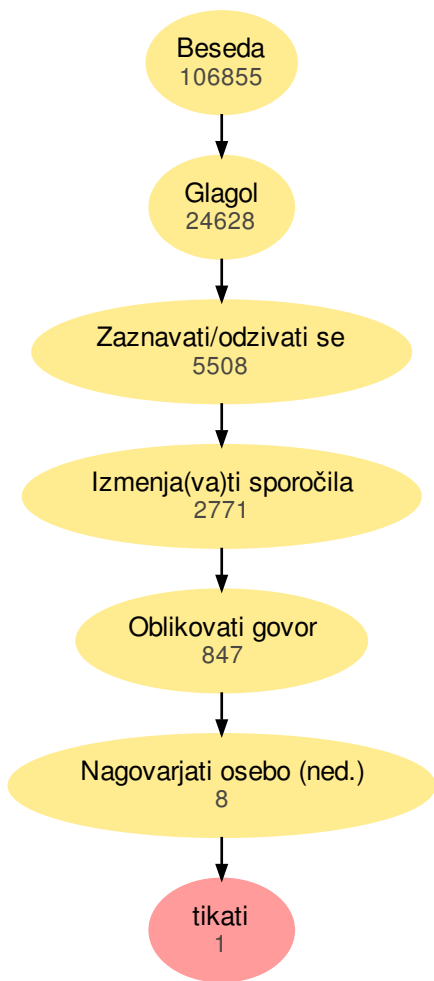 Beseda
106855
Glagol
24628
Zaznavati/odzivati se
5508
Izmenja(va)ti sporočila
2771
Oblikovati govor
847
Nagovarjati osebo (ned.)
8
tikati
1